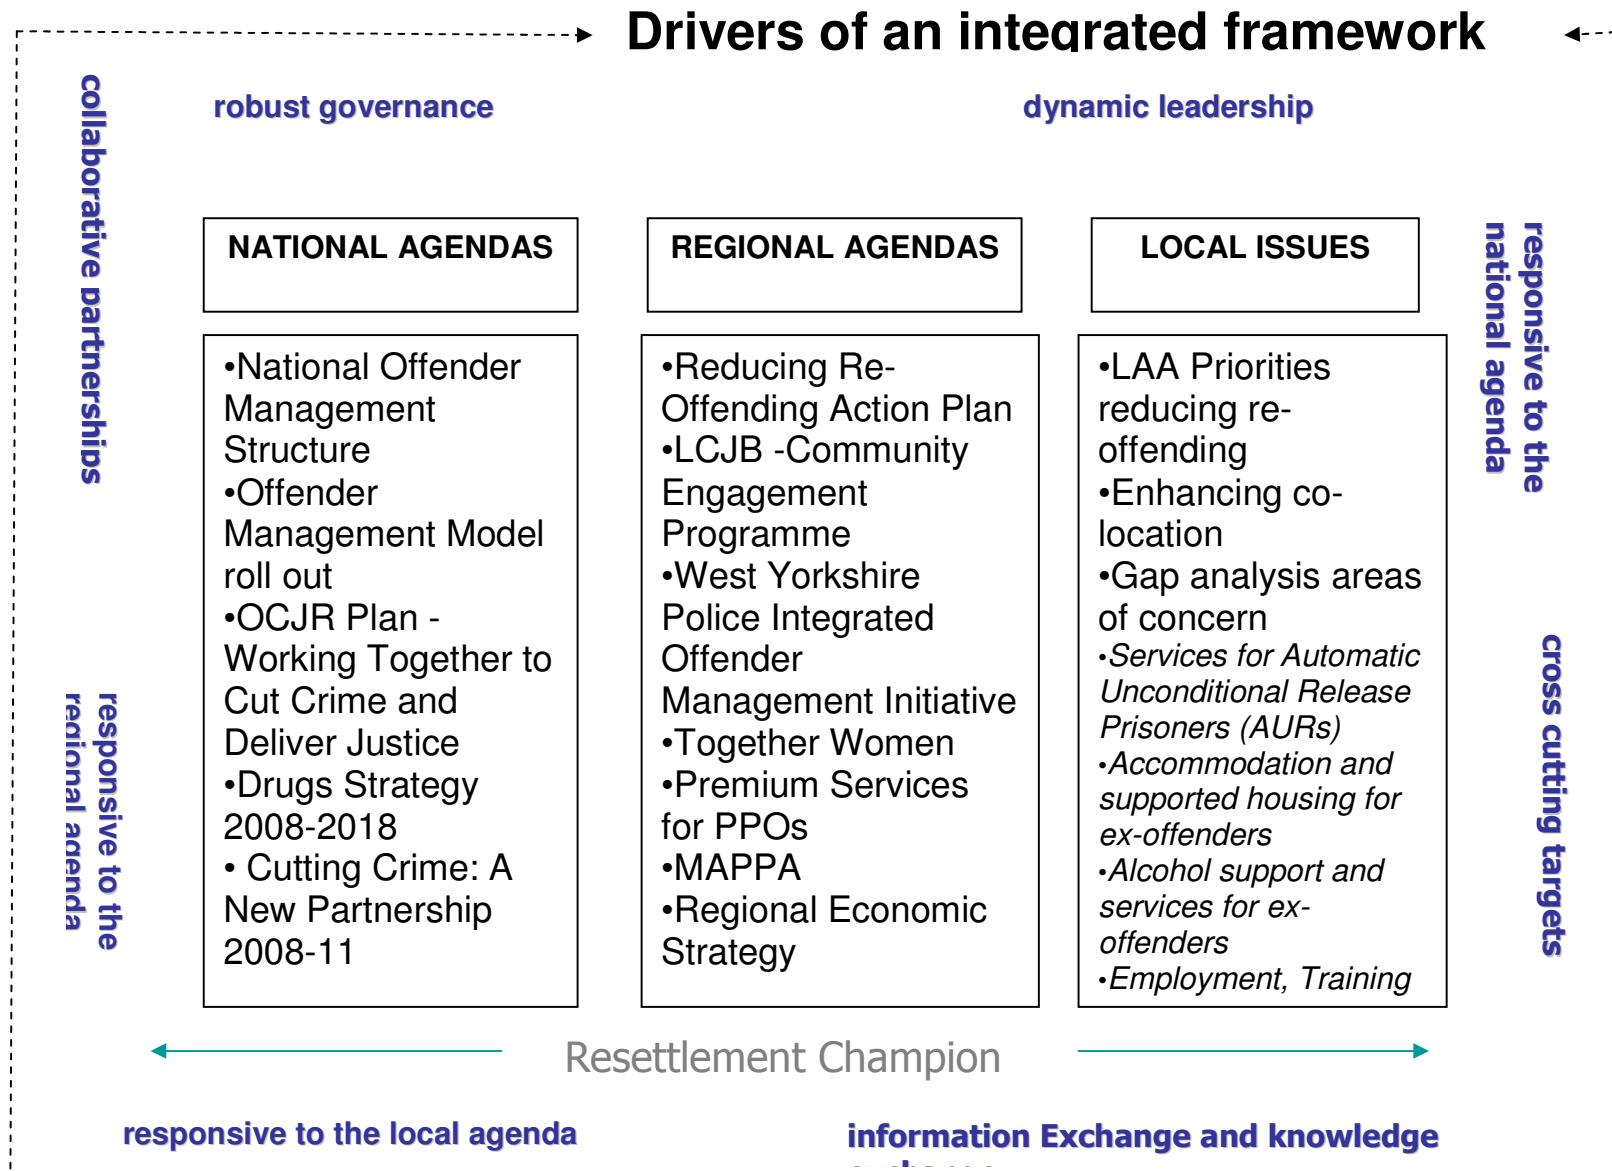 Drivers of an integrated framework
robust governance
dynamic leadership
collaborative partnerships
responsive to the
regional agenda
NATIONAL AGENDAS
•National Offender
Management
Structure
•Offender
Management Model
roll out
•OCJR Plan -
Working Together to
Cut Crime and
Deliver Justice
•Drugs Strategy
2008-2018
• Cutting Crime: A
New Partnership
2008-11
REGIONAL AGENDAS
•Reducing Re-
Offending Action Plan
•LCJB -Community
Engagement
Programme
•West Yorkshire
Police Integrated
Offender
Management Initiative
•Together Women
•Premium Services
for PPOs
•MAPPA
•Regional Economic
Strategy
LOCAL ISSUES
•LAA Priorities
reducing re-
offending
•Enhancing co-
location
•Gap analysis areas
of concern
•Services for Automatic
Unconditional Release
Prisoners (AURs)
•Accommodation and
supported housing for
ex-offenders
•Alcohol support and
services for ex-
offenders
•Employment, Training
responsive to the
national agenda
cross cutting targets
Resettlement Champion
responsive to the local agenda
information Exchange and knowledge